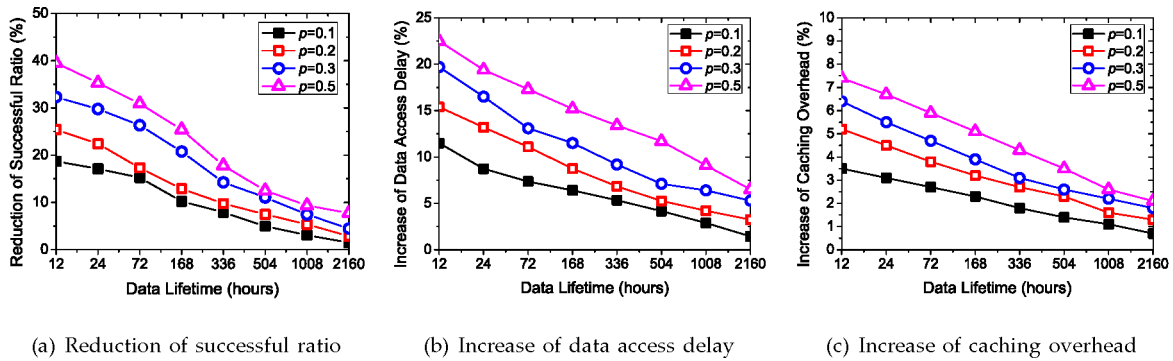 Reduction of Successful Ratio (%)
50
40
30
20
10
0
p=0.1
p=0.2
p=0.3
p=0.5
12 24 72 168 336 504 1008 2160
Data Lifetime (hours)
(a) Reduction of successful ratio
Increase of Data Access Delay (%)
25
20
15
10
5
0
p=0.1
p=0.2
p=0.3
p=0.5
12 24 72 168 336 504 1008 2160
Data Lifetime (hours)
(b) Increase of data access delay
Increase of Caching Overhead (%)
10
9
8
7
6
5
4
3
2
1
0
p=0.1
p=0.2
p=0.3
p=0.5
12 24 72 168 336 504 1008 2160
Data Lifetime (hours)
(c) Increase of caching overhead